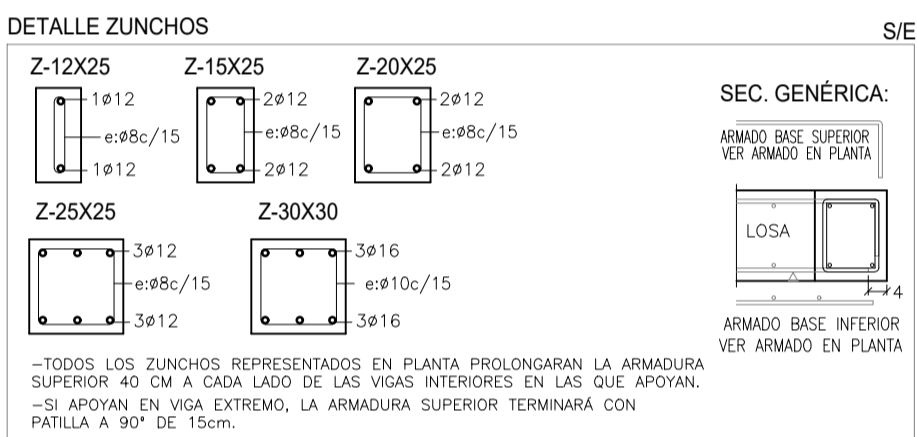 DETALLE ZUNCHOS
S/E
Z-12X25
1ø12
e:ø8c/15
1ø12
Z-15X25
2ø12
e:ø8c/15
2ø12
Z-20X25
2ø12
e:ø8c/15
2ø12
Z-25X25
3ø12
e:ø8c/15
3ø12
Z-30X30
3ø16
e:ø10c/15
3ø16
SEC. GENÉRICA:
ARMADO BASE SUPERIOR
VER ARMADO EN PLANTA
LOSA
4
ARMADO BASE INFERIOR
VER ARMADO EN PLANTA
–TODOS LOS ZUNCHOS REPRESENTADOS EN PLANTA PROLONGARAN LA ARMADURA
SUPERIOR 40 CM A CADA LADO DE LAS VIGAS INTERIORES EN LAS QUE APOYAN.
–SI APOYAN EN VIGA EXTREMO, LA ARMADURA SUPERIOR TERMINARÁ CON
PATILLA A 90° DE 15cm.